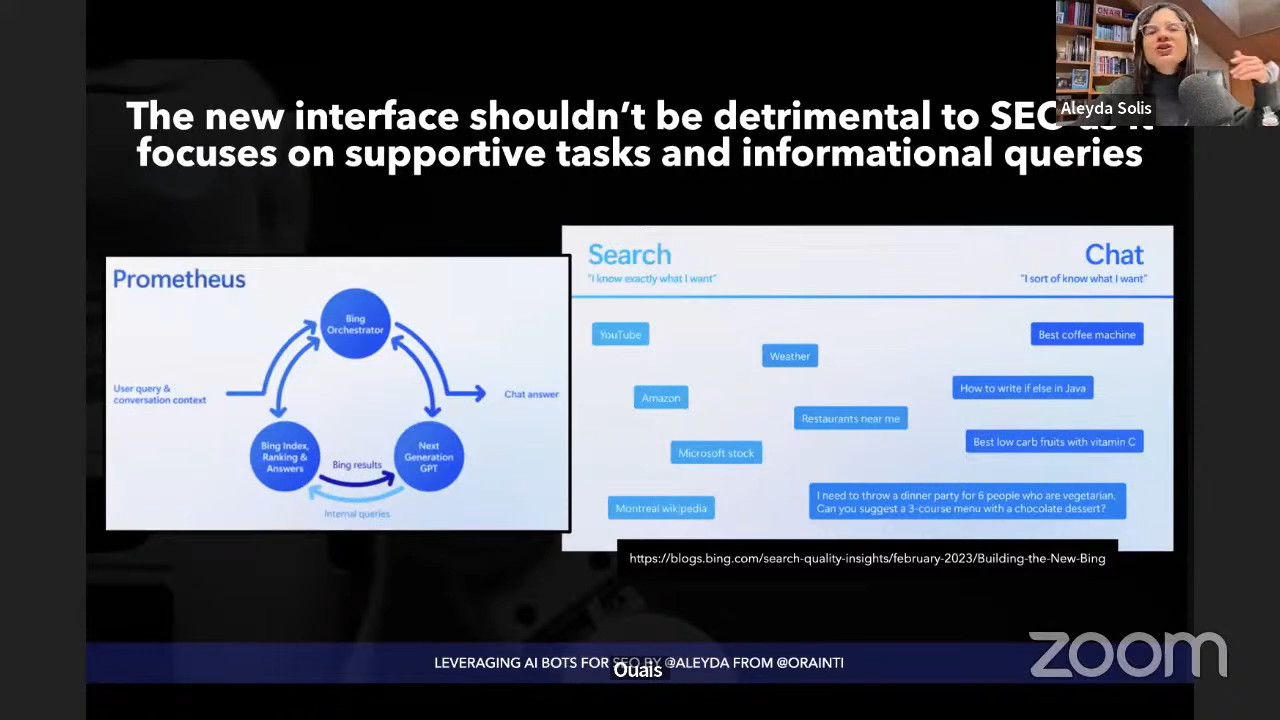 The new interface shouldn't be detrimental to SEO as it
focuses on supportive tasks and informational queries
Aleyda Solis
Prometheus
Bing
Orchestrator
User query &
conversation context
Chat answer
Bing Index,
Ranking &
Answers
Bing results
Next
Generation
GPT
Internal queries
Search
"I know exactly what I want"
Chat
"I sort of know what I want"
YouTube
Best coffee machine
Weather
How to write if else in Java
Amazon
Restaurants near me
Best low carb fruits with vitamin C
Microsoft stock
I need to throw a dinner party for 6 people who are vegetarian.
Can you suggest a 3-course menu with a chocolate dessert?
Montreal wikipedia
https://blogs.bing.com/search-quality-insights/february-2023/Building-the-New-Bing
LEVERAGING AI BOTS FOR SEO BY @ALEYDA FROM @ORAINTI
Ouais
zoom